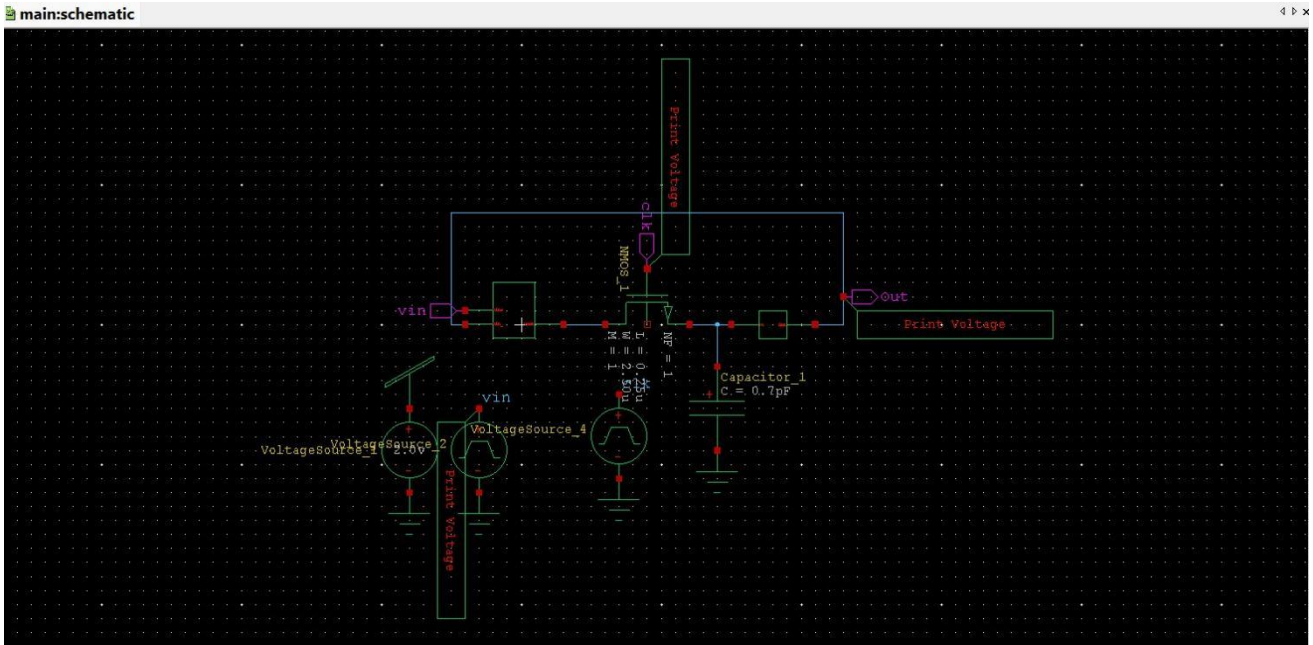 main:schematic
Print Voltage
clk
NMOS_1
vin
Out
Print Voltage
NF = 1
L = 0.25u
W = 2.50u
M = 1
Capacitor_1
C = 0.7pF
vin
VoltageSource_4
VoltageSource_2
VoltageSource_1
2.0V
Print Voltage